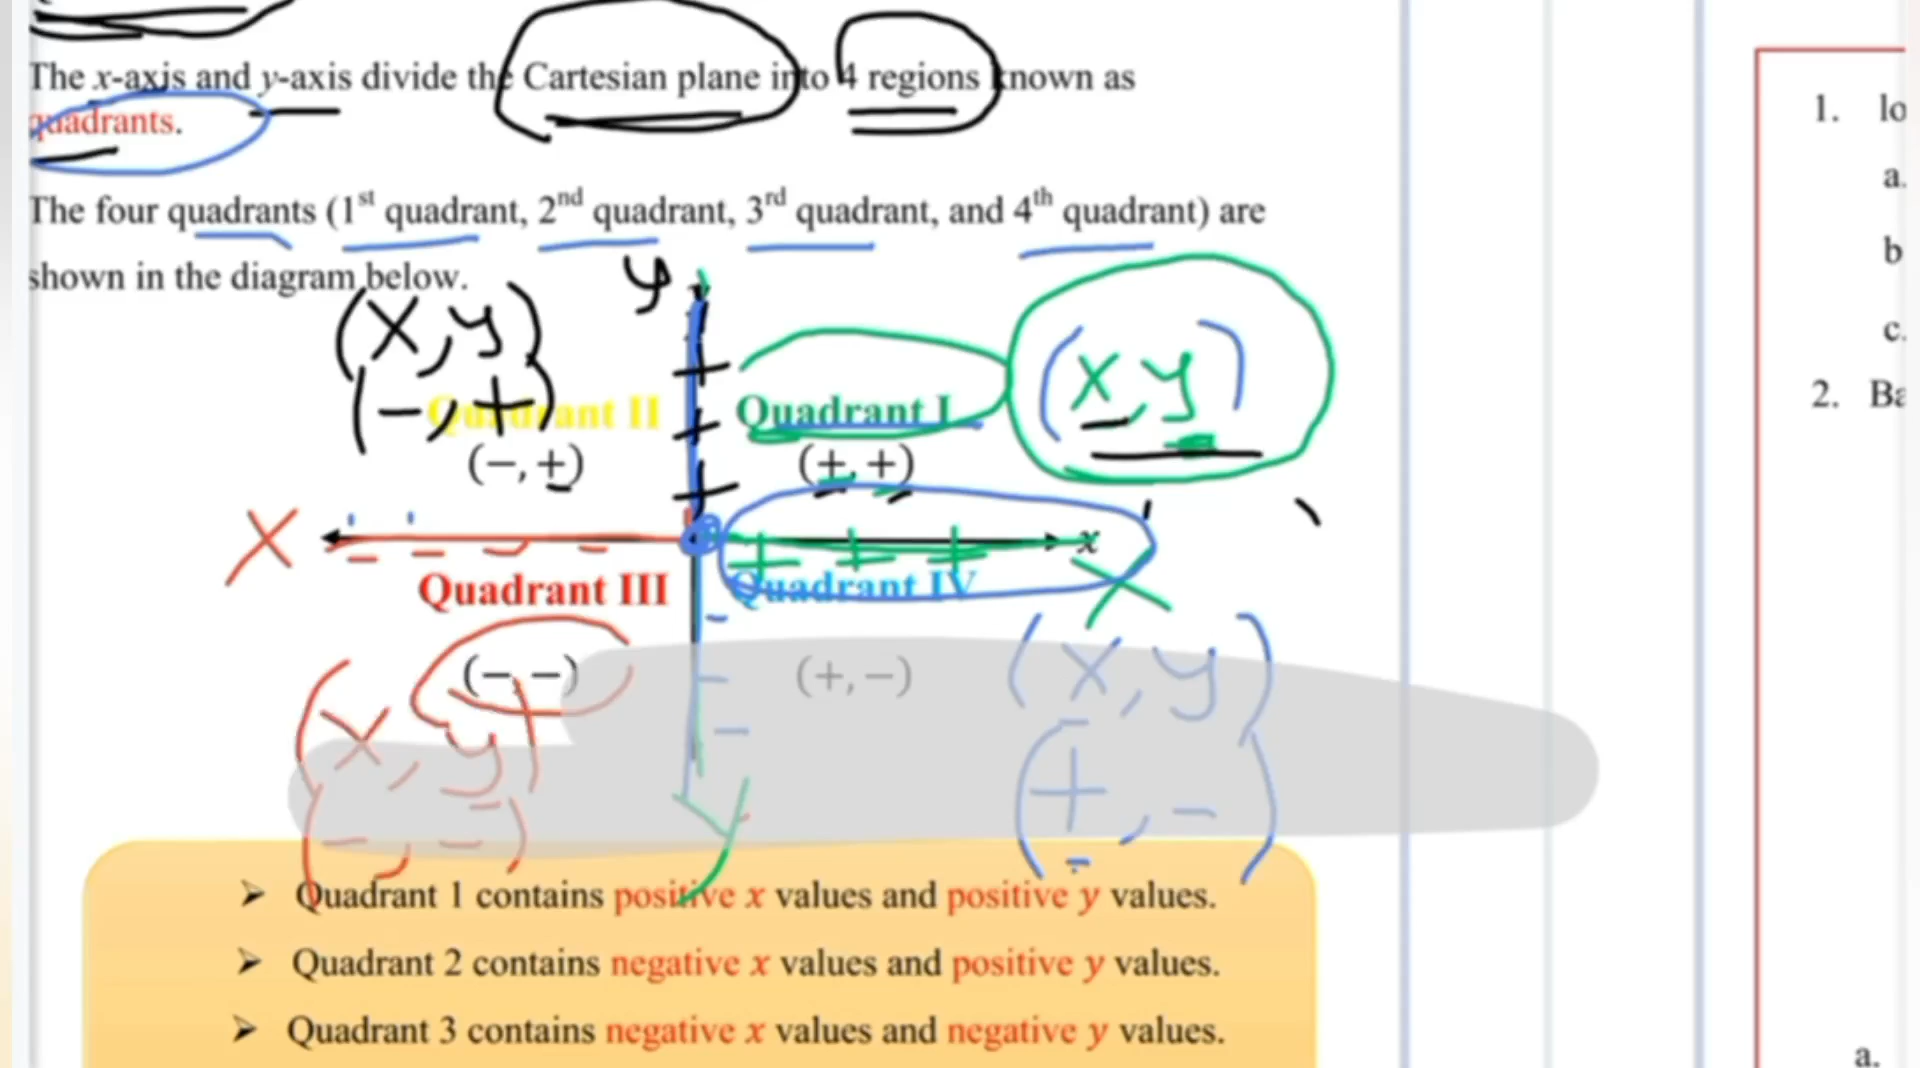 The x-axis and y-axis divide the Cartesian plane into 4 regions known as
quadrants.
The four quadrants (1st quadrant, 2nd quadrant, 3rd quadrant, and 4th quadrant) are
shown in the diagram below.
y
(x, y)
(x, y)
(-, +)
Quadrant II
Quadrant I
(-, +)
(+, +)
X
+ + +
x
X
Quadrant III
Quadrant IV
(-, -)
(+, -)
(x, y)
(x, y)
(-, -)
(+, -)
y
➢ Quadrant 1 contains positive x values and positive y values.
➢ Quadrant 2 contains negative x values and positive y values.
➢ Quadrant 3 contains negative x values and negative y values.
1. lo
a.
b
c.
2. Ba
a.